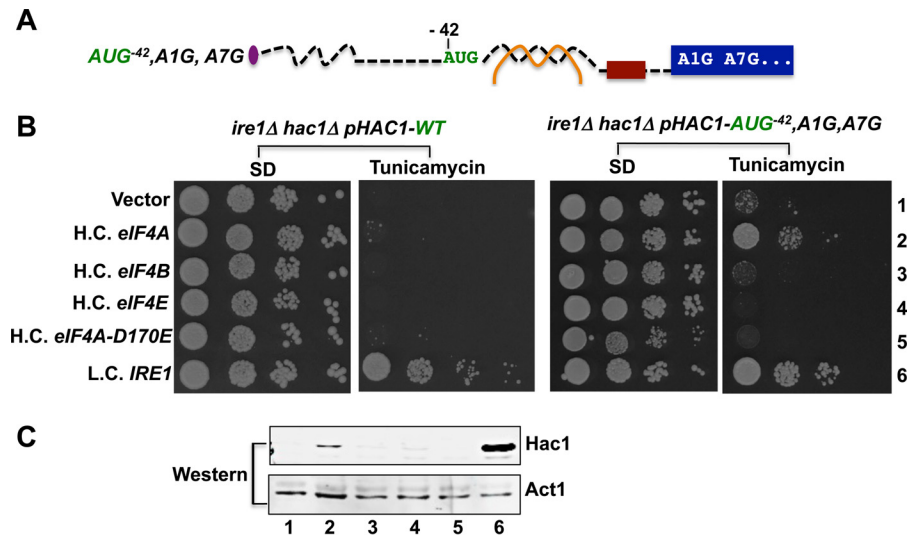 A
- 42
AUG-42,A1G, A7G
AUG
A1G A7G...
B
ire1Δ hac1Δ pHAC1-WT
ire1Δ hac1Δ pHAC1-AUG-42,A1G,A7G
SD
Tunicamycin
SD
Tunicamycin
Vector
1
H.C. eIF4A
2
H.C. eIF4B
3
H.C. eIF4E
4
H.C. eIF4A-D170E
5
L.C. IRE1
6
C
Western
Hac1
Act1
1 2 3 4 5 6